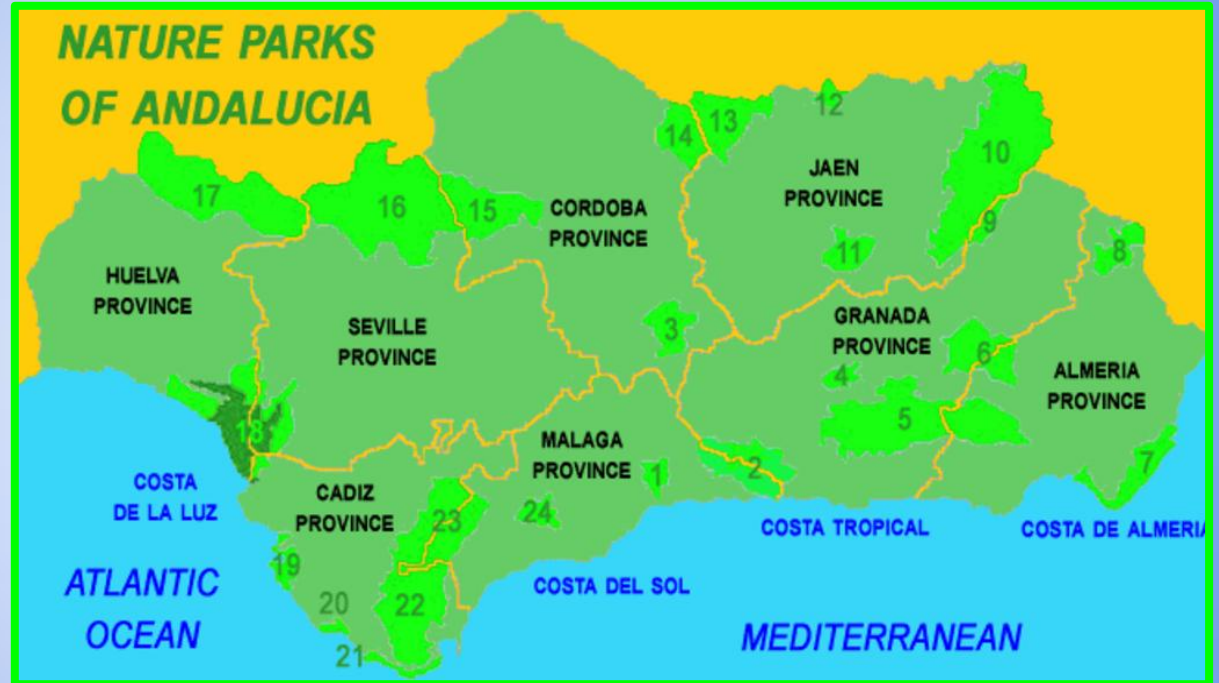 NATURE PARKS
OF ANDALUCIA
12
13
14
10
JAEN
PROVINCE
17
16
15
CORDOBA
PROVINCE
9
11
8
HUELVA
PROVINCE
SEVILLE
PROVINCE
3
GRANADA
PROVINCE
6
4
ALMERIA
PROVINCE
5
18
MALAGA
PROVINCE
1
2
7
COSTA
DE LA LUZ
CADIZ
PROVINCE
23
24
COSTA TROPICAL
COSTA DE ALMERIA
19
ATLANTIC
OCEAN
COSTA DEL SOL
20
22
21
MEDITERRANEAN